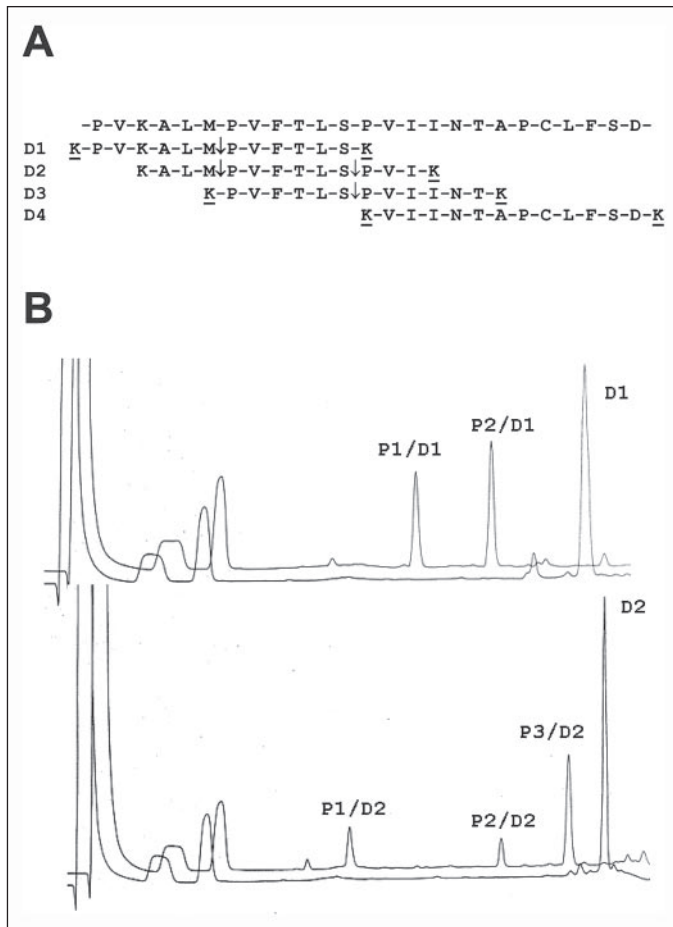 A
-P-V-K-A-L-M-P-V-F-T-L-S-P-V-I-I-N-T-A-P-C-L-F-S-D-
D1 K-P-V-K-A-L-M↓P-V-F-T-L-S-K
D2 K-A-L-M↓P-V-F-T-L-S↓P-V-I-K
D3 K-P-V-F-T-L-S↓P-V-I-I-N-T-K
D4 K-V-I-I-N-T-A-P-C-L-F-S-D-K
B
D1
P2/D1
P1/D1
D2
P3/D2
P1/D2
P2/D2